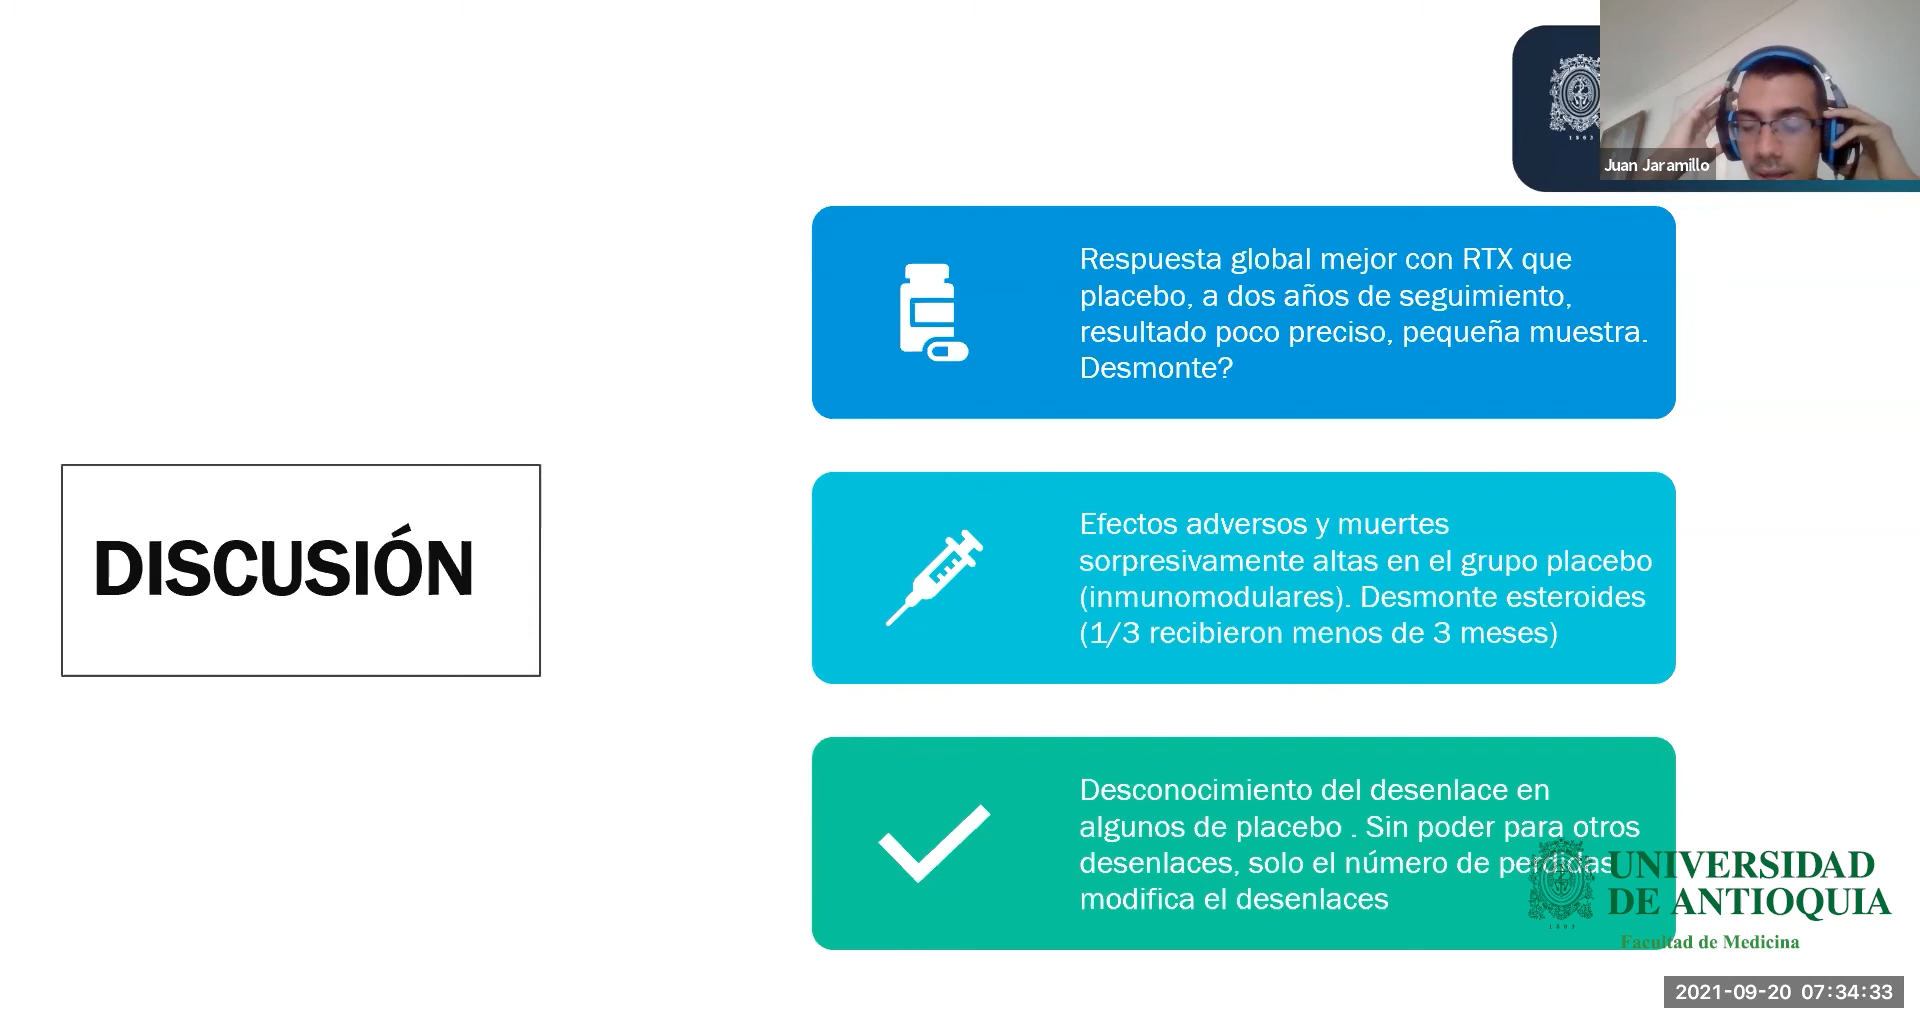 1803
Juan Jaramillo
Respuesta global mejor con RTX que
placebo, a dos años de seguimiento,
resultado poco preciso, pequeña muestra.
Desmonte?
DISCUSIÓN
Efectos adversos y muertes
sorpresivamente altas en el grupo placebo
(inmunomodulares). Desmonte esteroides
(1/3 recibieron menos de 3 meses)
Desconocimiento del desenlace en
algunos de placebo . Sin poder para otros
desenlaces, solo el número de perdidas
modifica el desenlaces
UNIVERSIDAD
DE ANTIOQUIA
1803
Facultad de Medicina
2021-09-20 07:34:33